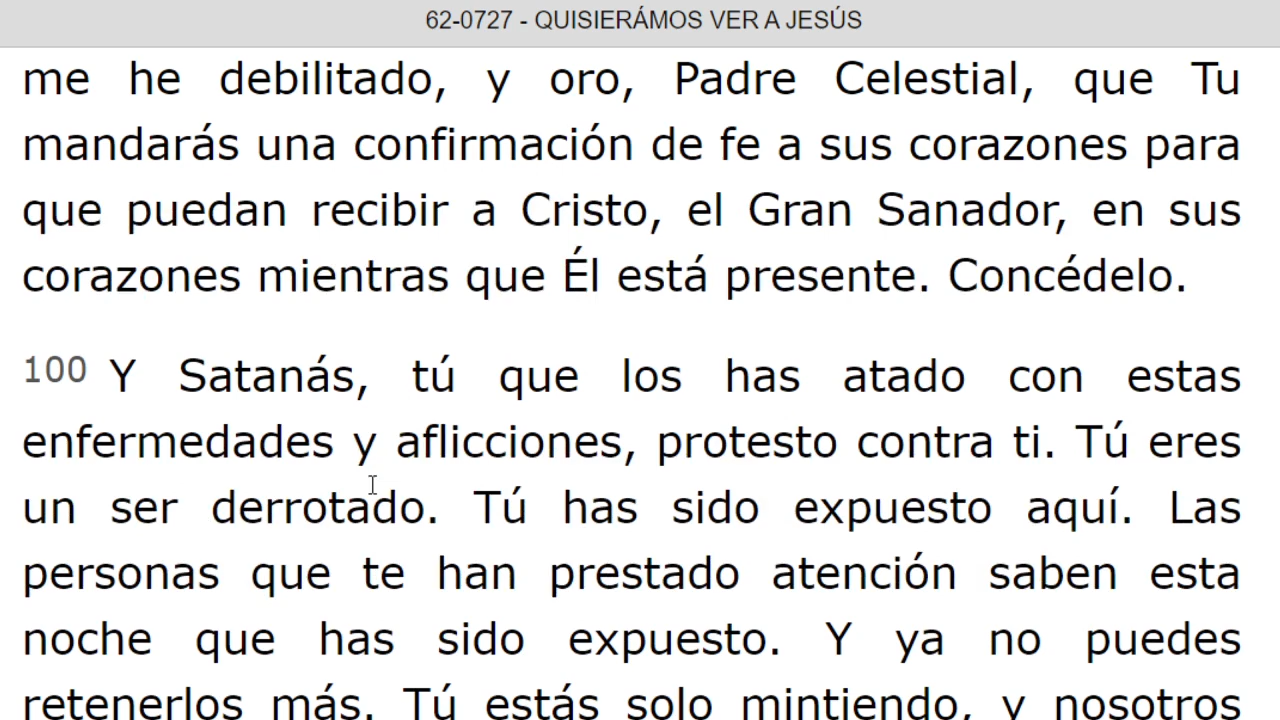 62-0727 - QUISIERÁMOS VER A JESÚS
me he debilitado, y oro, Padre Celestial, que Tu
mandarás una confirmación de fe a sus corazones para
que puedan recibir a Cristo, el Gran Sanador, en sus
corazones mientras que Él está presente. Concédelo.
100 Y Satanás, tú que los has atado con estas
enfermedades y aflicciones, protesto contra ti. Tú eres
un ser derrotado. Tú has sido expuesto aquí. Las
personas que te han prestado atención saben esta
noche que has sido expuesto. Y ya no puedes
retenerlos más. Tú estás solo mintiendo, y nosotros